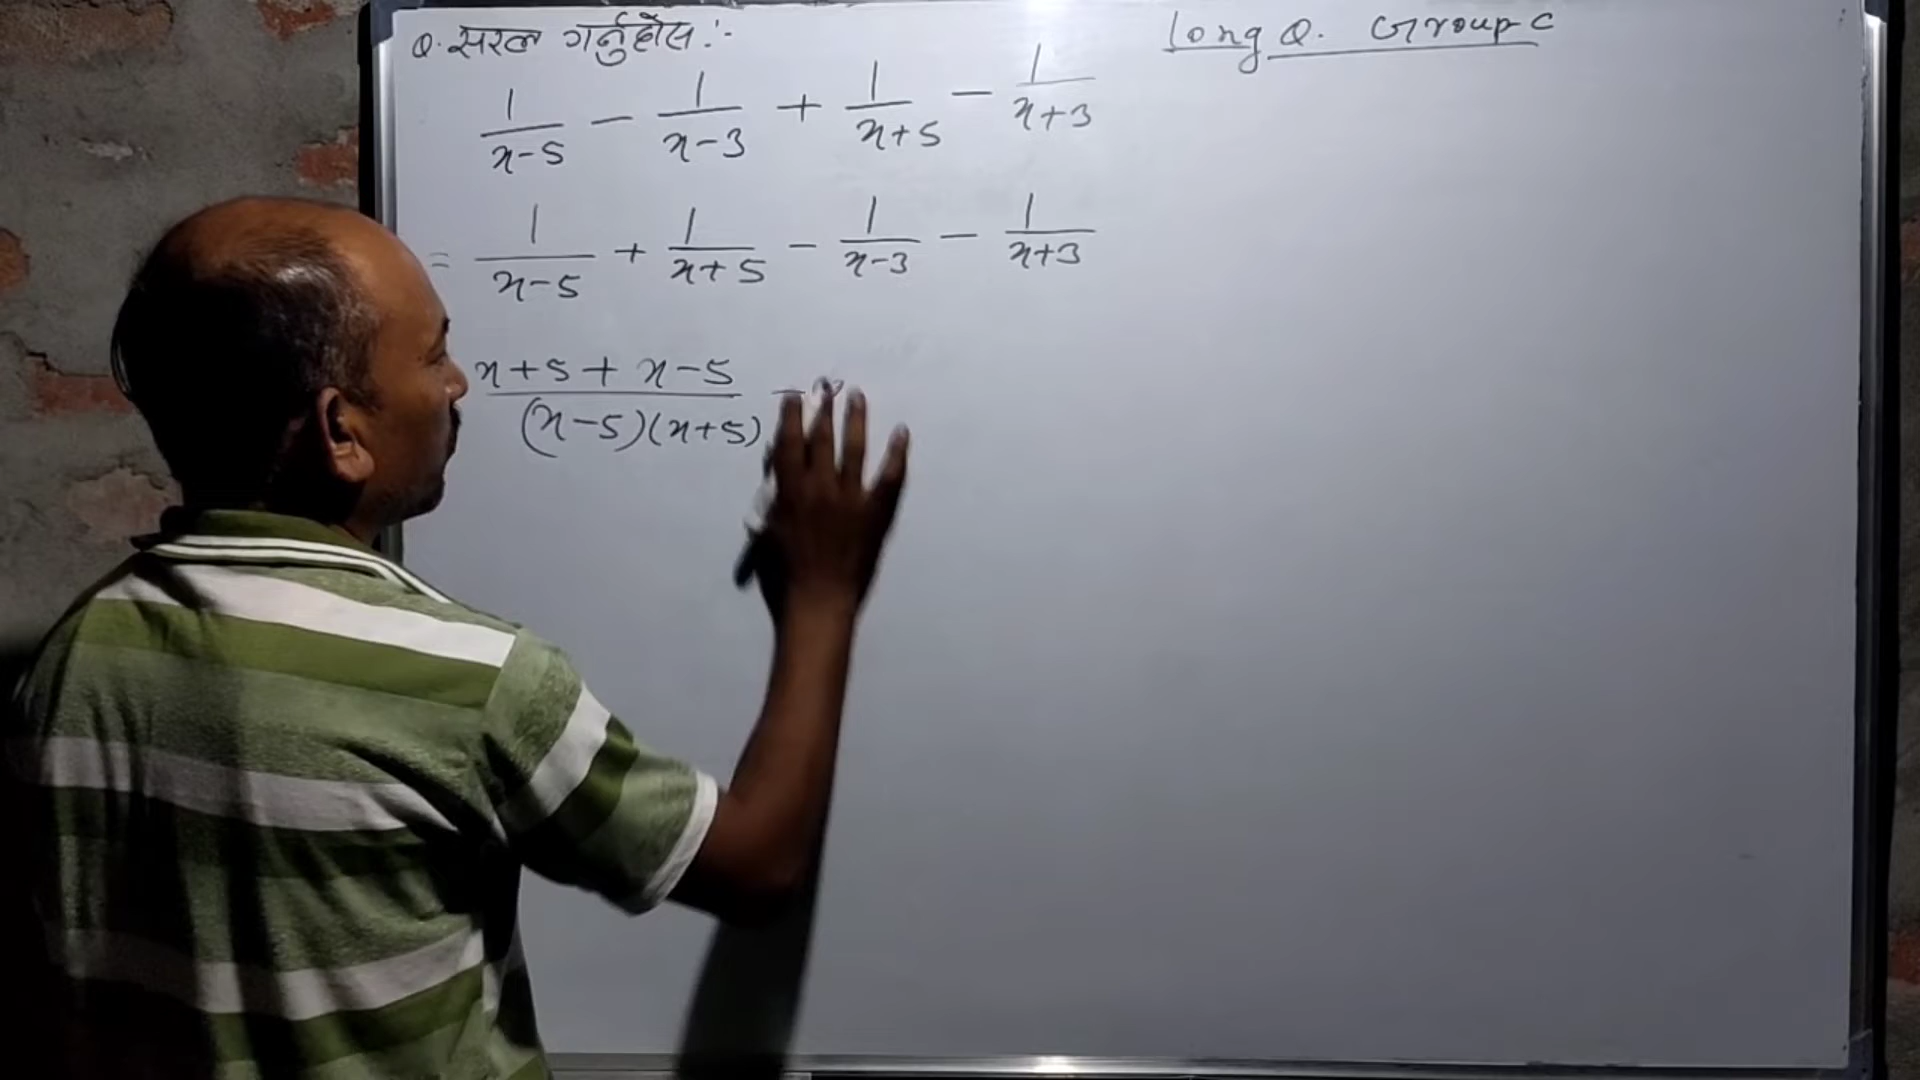 Q. सरल गर्नुहोस :-
long Q. Group C
1/(x-5) - 1/(x-3) + 1/(x+5) - 1/(x+3)
= 1/(x-5) + 1/(x+5) - 1/(x-3) - 1/(x+3)
(x+5+x-5)/((x-5)(x+5)) -